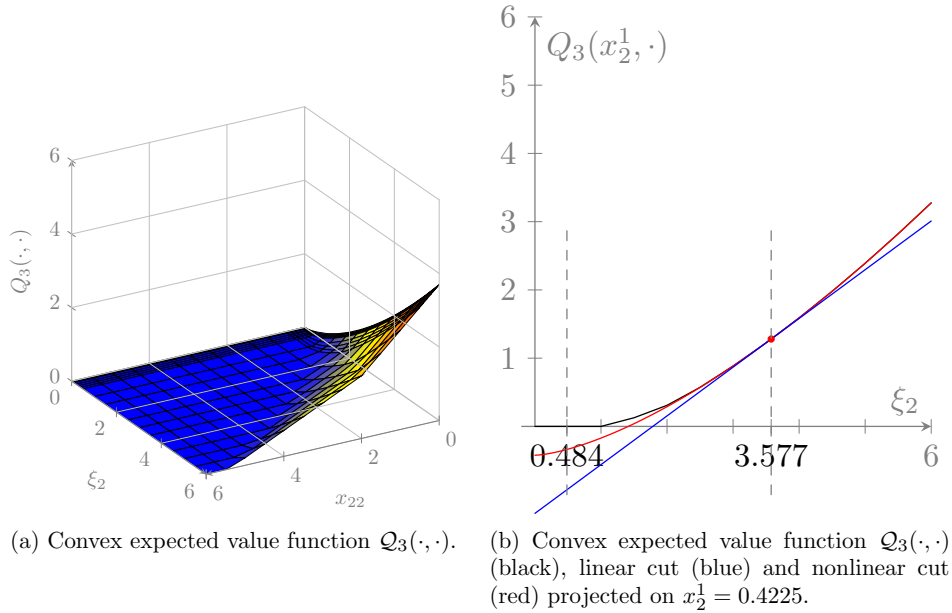 6
4
2
0
Q₃(·, ·)
0
2
4
6
ξ₂
6
4
2
0
x₂₂
(a) Convex expected value function 𝒬₃(·, ·).
6
5
4
3
2
1
Q₃(x₂¹, ·)
ξ₂
0.484
3.577
6
(b) Convex expected value function 𝒬₃(·, ·)
(black), linear cut (blue) and nonlinear cut
(red) projected on x₂¹ = 0.4225.